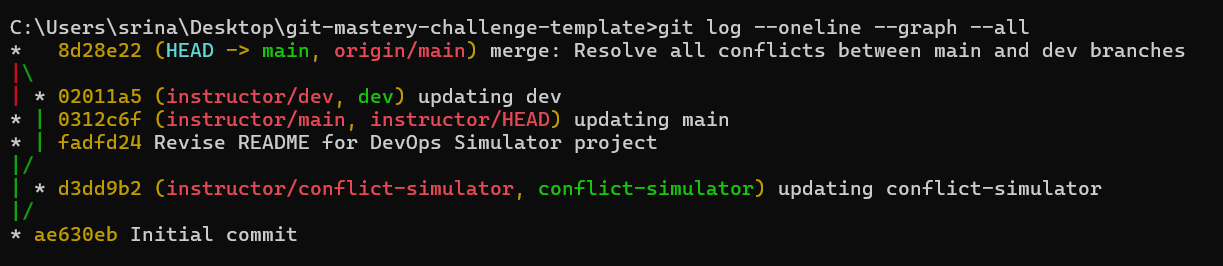 C:\Users\srina\Desktop\git-mastery-challenge-template>git log --oneline --graph --all
*   8d28e22 (HEAD -> main, origin/main) merge: Resolve all conflicts between main and dev branches
|\
| * 02011a5 (instructor/dev, dev) updating dev
* | 0312c6f (instructor/main, instructor/HEAD) updating main
* | fadfd24 Revise README for DevOps Simulator project
|/
| * d3dd9b2 (instructor/conflict-simulator, conflict-simulator) updating conflict-simulator
|/
* ae630eb Initial commit